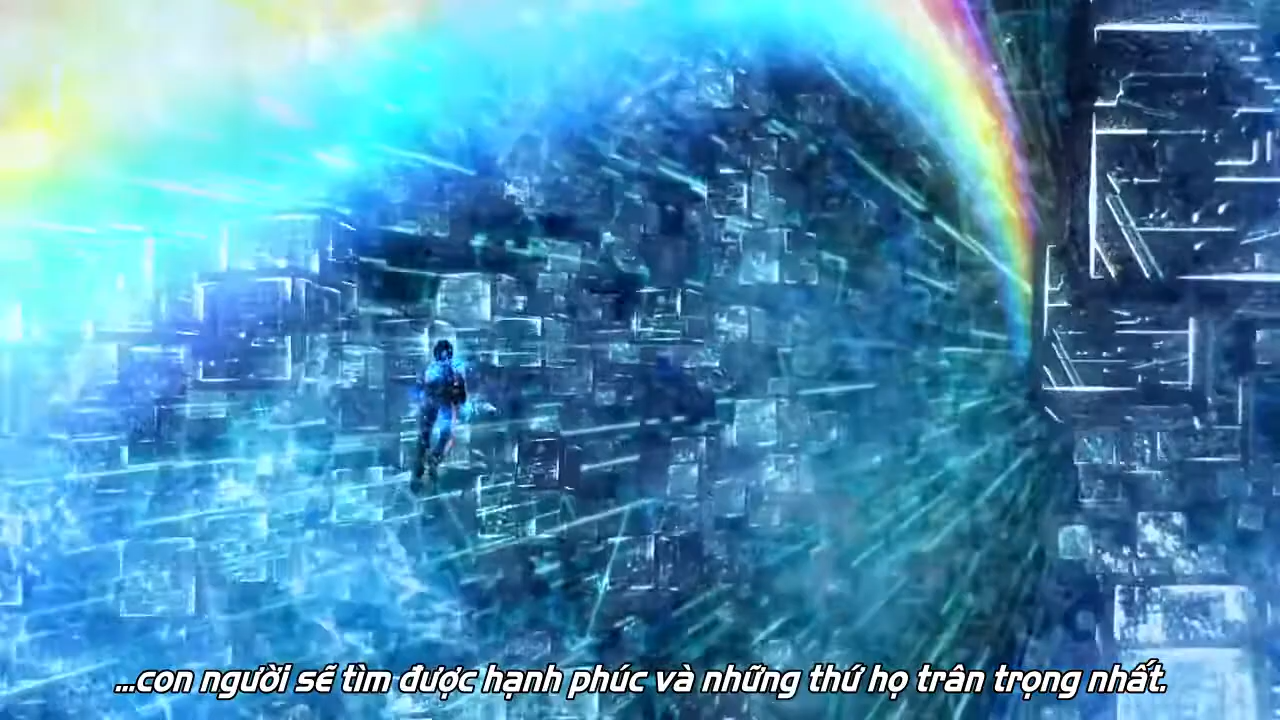 ...con người sẽ tìm được hạnh phúc và những thứ họ trân trọng nhất.